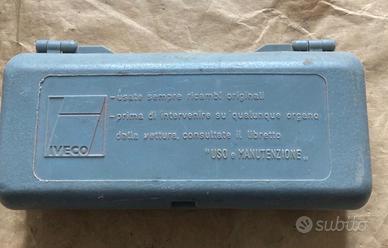 -Usate sempre ricambi originali
-prima di intervenire su qualunque organo
della vettura, consultate il libretto
"USO e MANUTENZIONE"
IVECO
subito